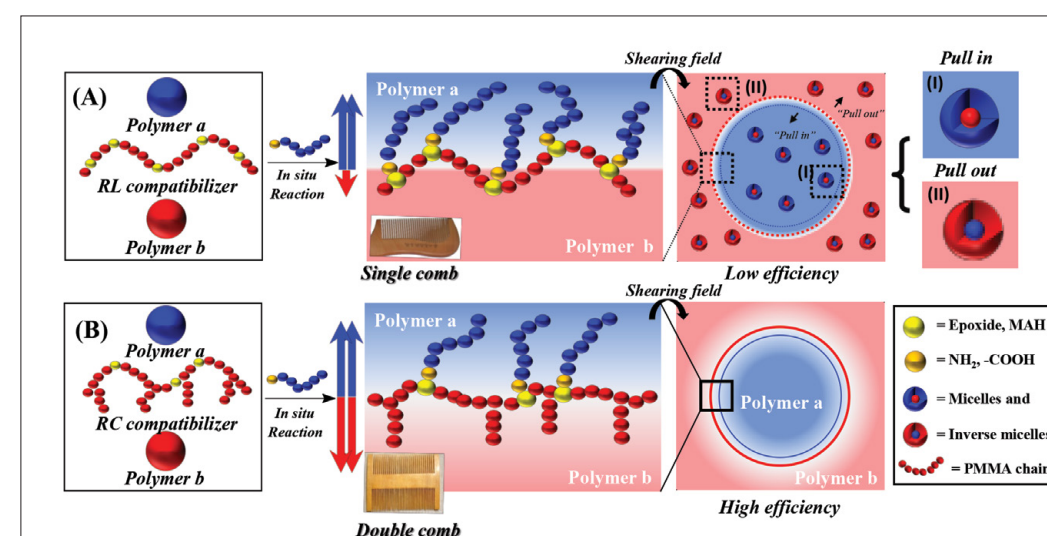 (A)
Polymer a
RL compatibilizer
Polymer b
In situ
Reaction
Polymer a
Polymer b
Single comb
Shearing field
(II)
"Pull out"
"Pull in"
(I)
Low efficiency
Pull in
(I)
Pull out
(II)
(B)
Polymer a
RC compatibilizer
Polymer b
In situ
Reaction
Polymer a
Polymer b
Double comb
Shearing field
Polymer a
Polymer b
High efficiency
= Epoxide, MAH
= NH₂, -COOH
= Micelles and
= Inverse micelles
= PMMA chain